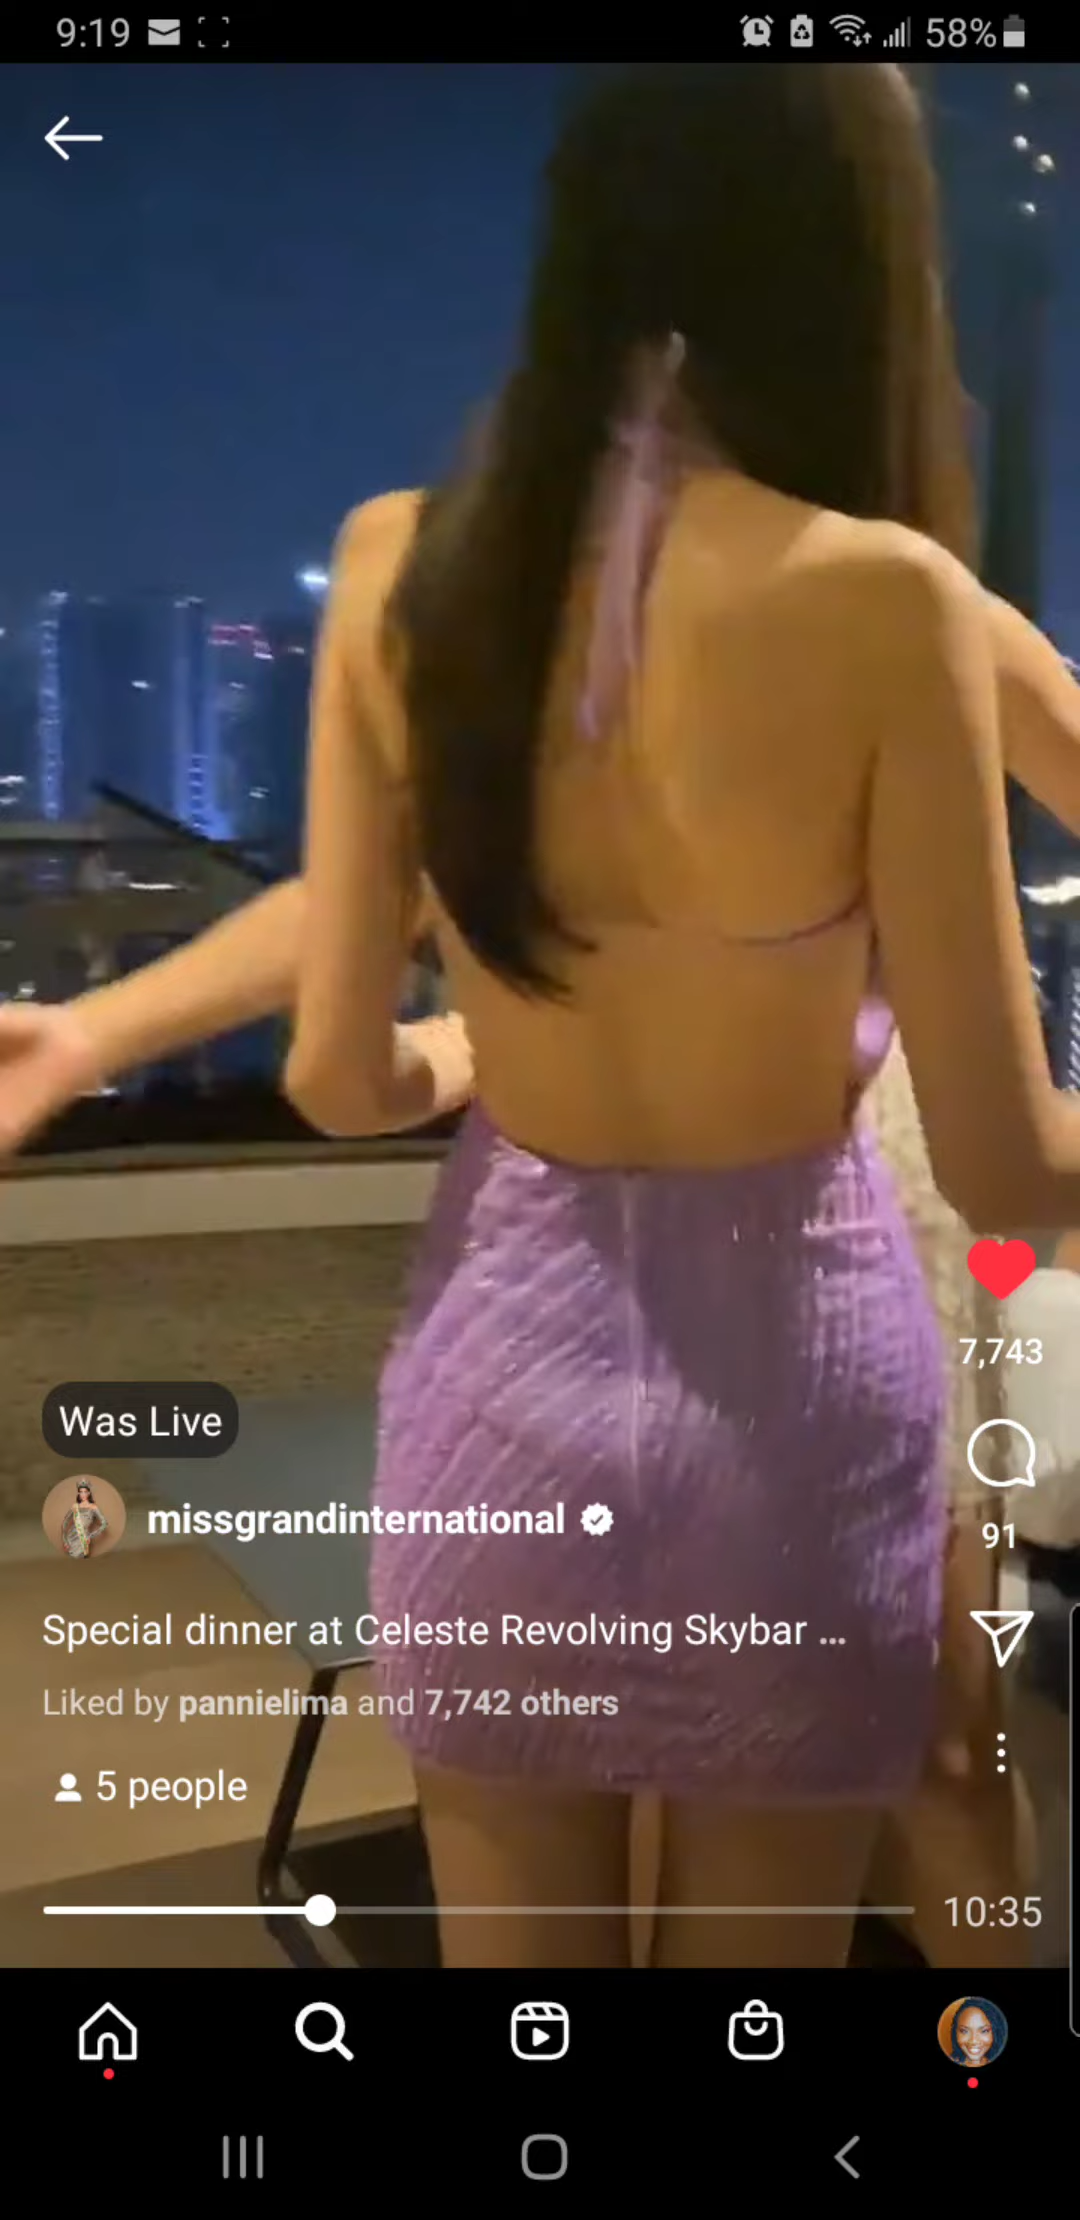 9:19
58%
Was Live
missgrandinternational
Special dinner at Celeste Revolving Skybar ...
Liked by pannielima and 7,742 others
5 people
7,743
91
10:35